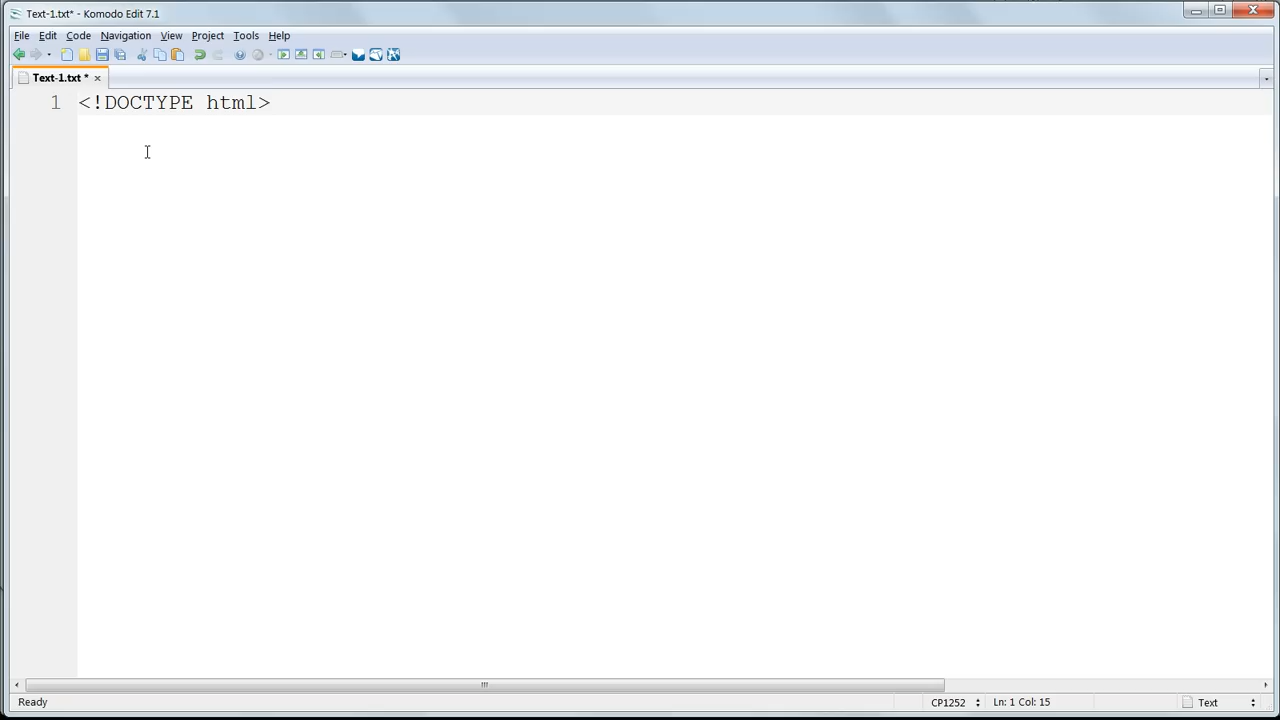 Text-1.txt* - Komodo Edit 7.1
File Edit Code Navigation View Project Tools Help
Text-1.txt *
1 <!DOCTYPE html>
Ready CP1252 Ln: 1 Col: 15 Text